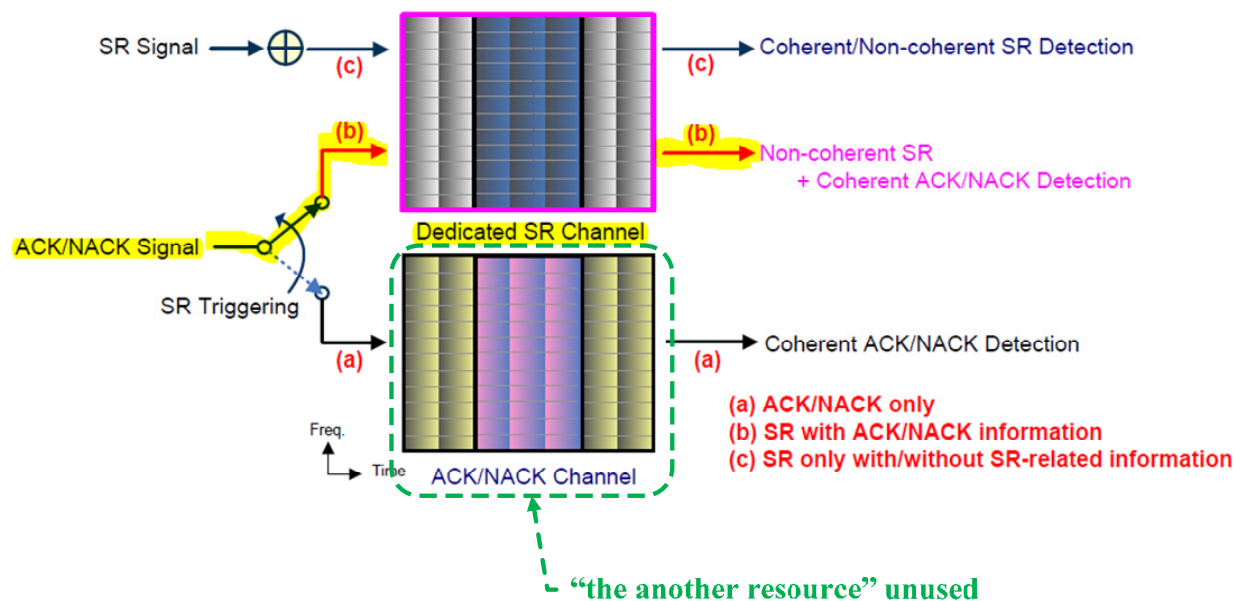 SR Signal
(c)
(c)
Coherent/Non-coherent SR Detection
(b)
(b)
Non-coherent SR
+ Coherent ACK/NACK Detection
ACK/NACK Signal
Dedicated SR Channel
SR Triggering
(a)
(a)
Coherent ACK/NACK Detection
(a) ACK/NACK only
(b) SR with ACK/NACK information
(c) SR only with/without SR-related information
Freq.
Time
ACK/NACK Channel
“the another resource” unused